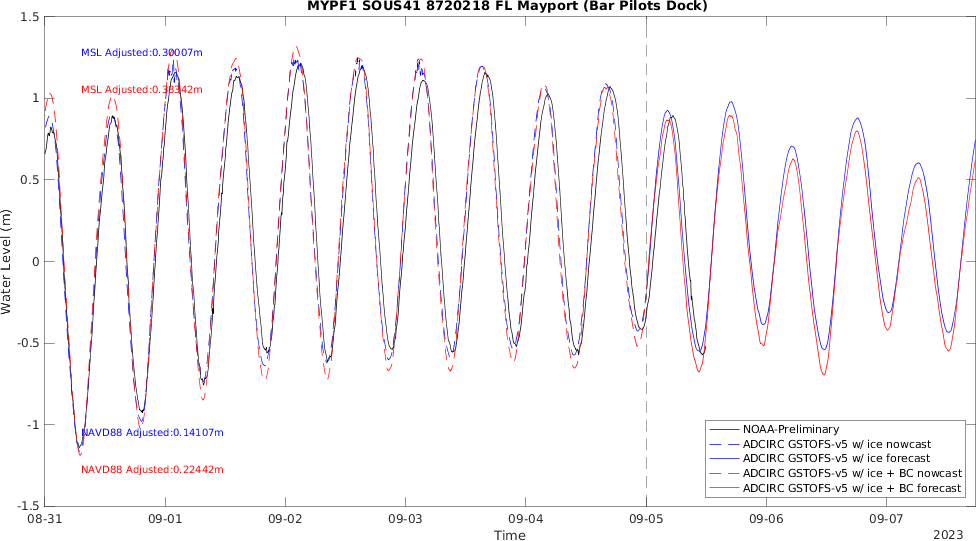 MYPF1 SOUS41 8720218 FL Mayport (Bar Pilots Dock)
1.5
MSL Adjusted:0.30007m
MSL Adjusted:0.38342m
1
0.5
Water Level (m)
0
-0.5
-1
NAVD88 Adjusted:0.14107m
NAVD88 Adjusted:0.22442m
-1.5
NOAA-Preliminary
ADCIRC GSTOFS-v5 w/ ice nowcast
ADCIRC GSTOFS-v5 w/ ice forecast
ADCIRC GSTOFS-v5 w/ ice + BC nowcast
ADCIRC GSTOFS-v5 w/ ice + BC forecast
08-31 09-01 09-02 09-03 09-04 09-05 09-06 09-07
Time
2023